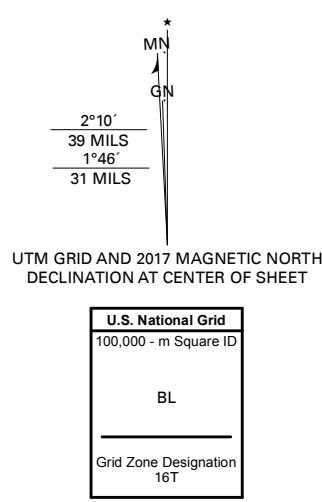 ★
MN
GN
2°10´
39 MILS
1°46´
31 MILS
UTM GRID AND 2017 MAGNETIC NORTH
DECLINATION AT CENTER OF SHEET
U.S. National Grid
100,000 - m Square ID
BL
Grid Zone Designation
16T